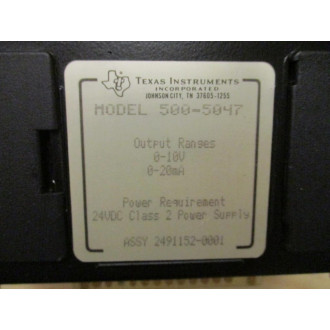 TEXAS INSTRUMENTS
INCORPORATED
JOHNSON CITY, TN 37605-1255
MODEL 500-5047
Output Ranges
0-10V
0-20mA
Power Requirement
24VDC Class 2 Power Supply
ASSY 2491152-0001